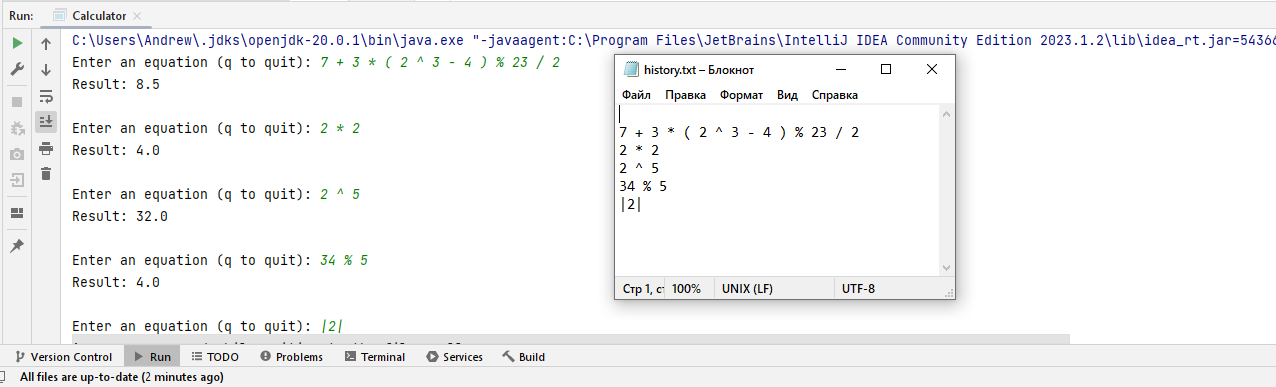 Run: Calculator
C:\Users\Andrew\.jdks\openjdk-20.0.1\bin\java.exe "-javaagent:C:\Program Files\JetBrains\IntelliJ IDEA Community Edition 2023.1.2\lib\idea_rt.jar=54366
Enter an equation (q to quit): 7 + 3 * ( 2 ^ 3 - 4 ) % 23 / 2
Result: 8.5
Enter an equation (q to quit): 2 * 2
Result: 4.0
Enter an equation (q to quit): 2 ^ 5
Result: 32.0
Enter an equation (q to quit): 34 % 5
Result: 4.0
Enter an equation (q to quit): |2|
history.txt – Блокнот
Файл Правка Формат Вид Справка
7 + 3 * ( 2 ^ 3 - 4 ) % 23 / 2
2 * 2
2 ^ 5
34 % 5
|2|
Стр 1, 100% UNIX (LF) UTF-8
Version Control Run TODO Problems Terminal Services Build
All files are up-to-date (2 minutes ago)